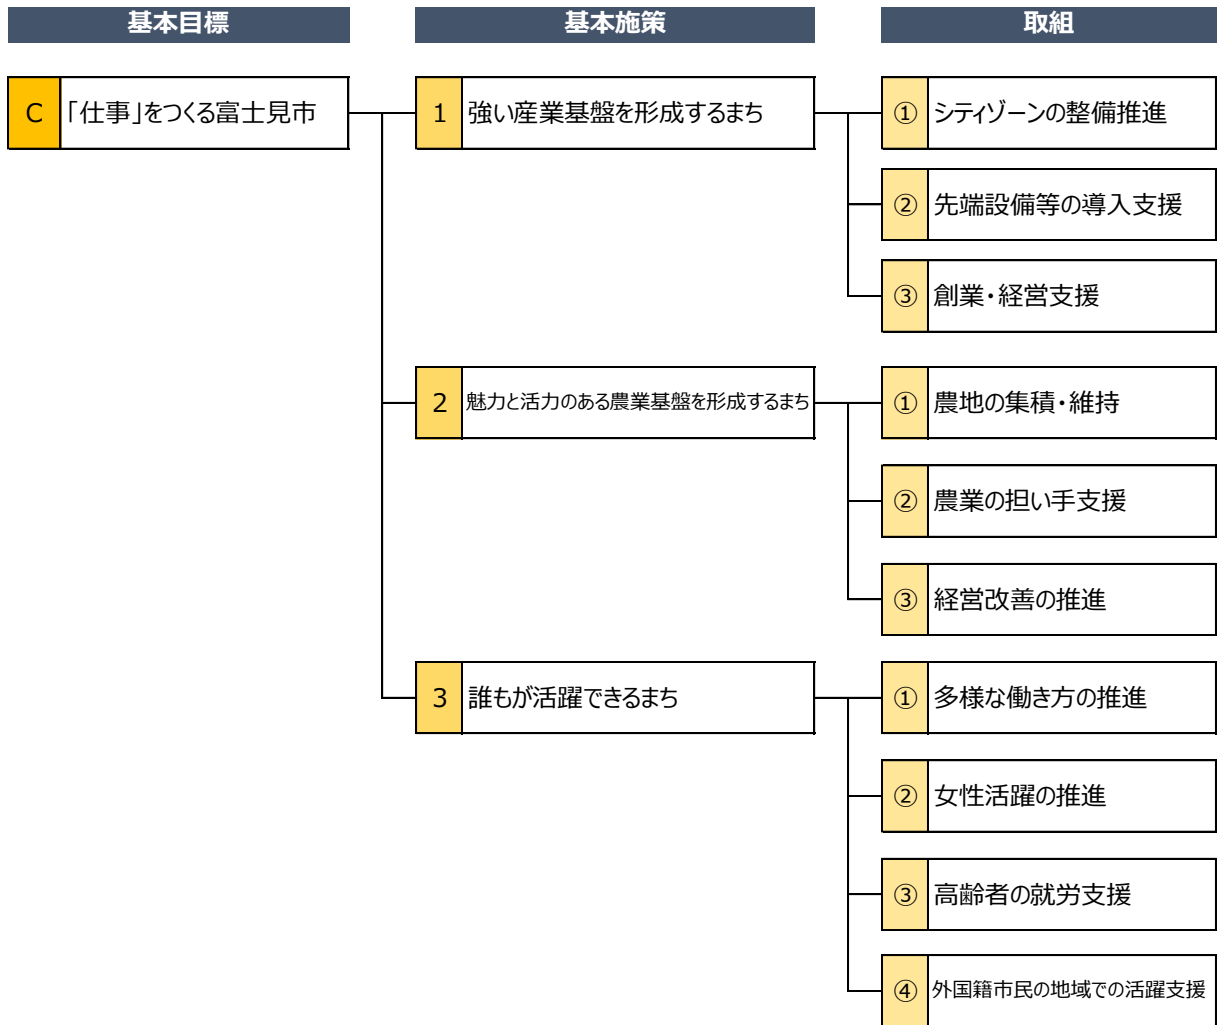 基本目標
基本施策
取組
C 「仕事」をつくる富士見市
1 強い産業基盤を形成するまち
① シティゾーンの整備推進
② 先端設備等の導入支援
③ 創業・経営支援
2 魅力と活力のある農業基盤を形成するまち
① 農地の集積・維持
② 農業の担い手支援
③ 経営改善の推進
3 誰もが活躍できるまち
① 多様な働き方の推進
② 女性活躍の推進
③ 高齢者の就労支援
④ 外国籍市民の地域での活躍支援